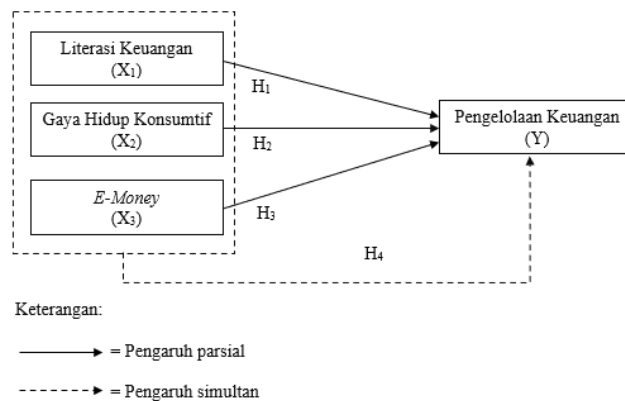 Literasi Keuangan
(X₁)
H₁
Gaya Hidup Konsumtif
(X₂)
H₂
Pengelolaan Keuangan
(Y)
E-Money
(X₃)
H₃
H₄
Keterangan:
= Pengaruh parsial
= Pengaruh simultan